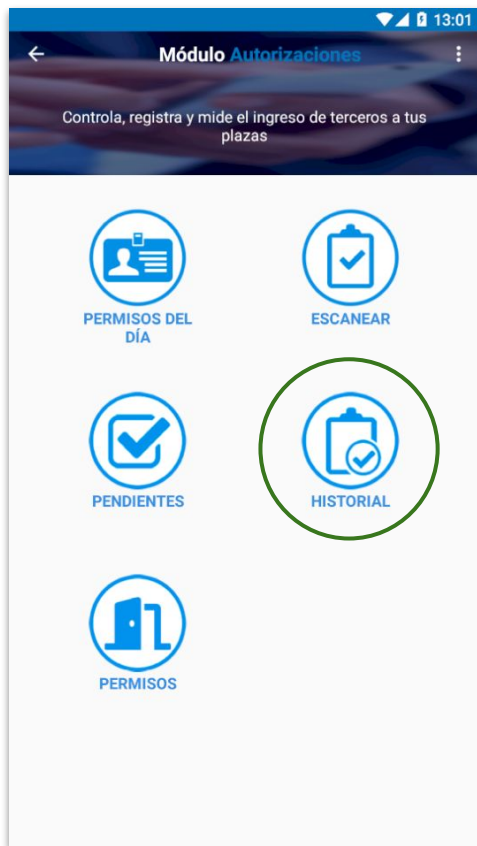 13:01
Módulo Autorizaciones
Controla, registra y mide el ingreso de terceros a tus
plazas
PERMISOS DEL
DÍA
ESCANEAR
PENDIENTES
HISTORIAL
PERMISOS